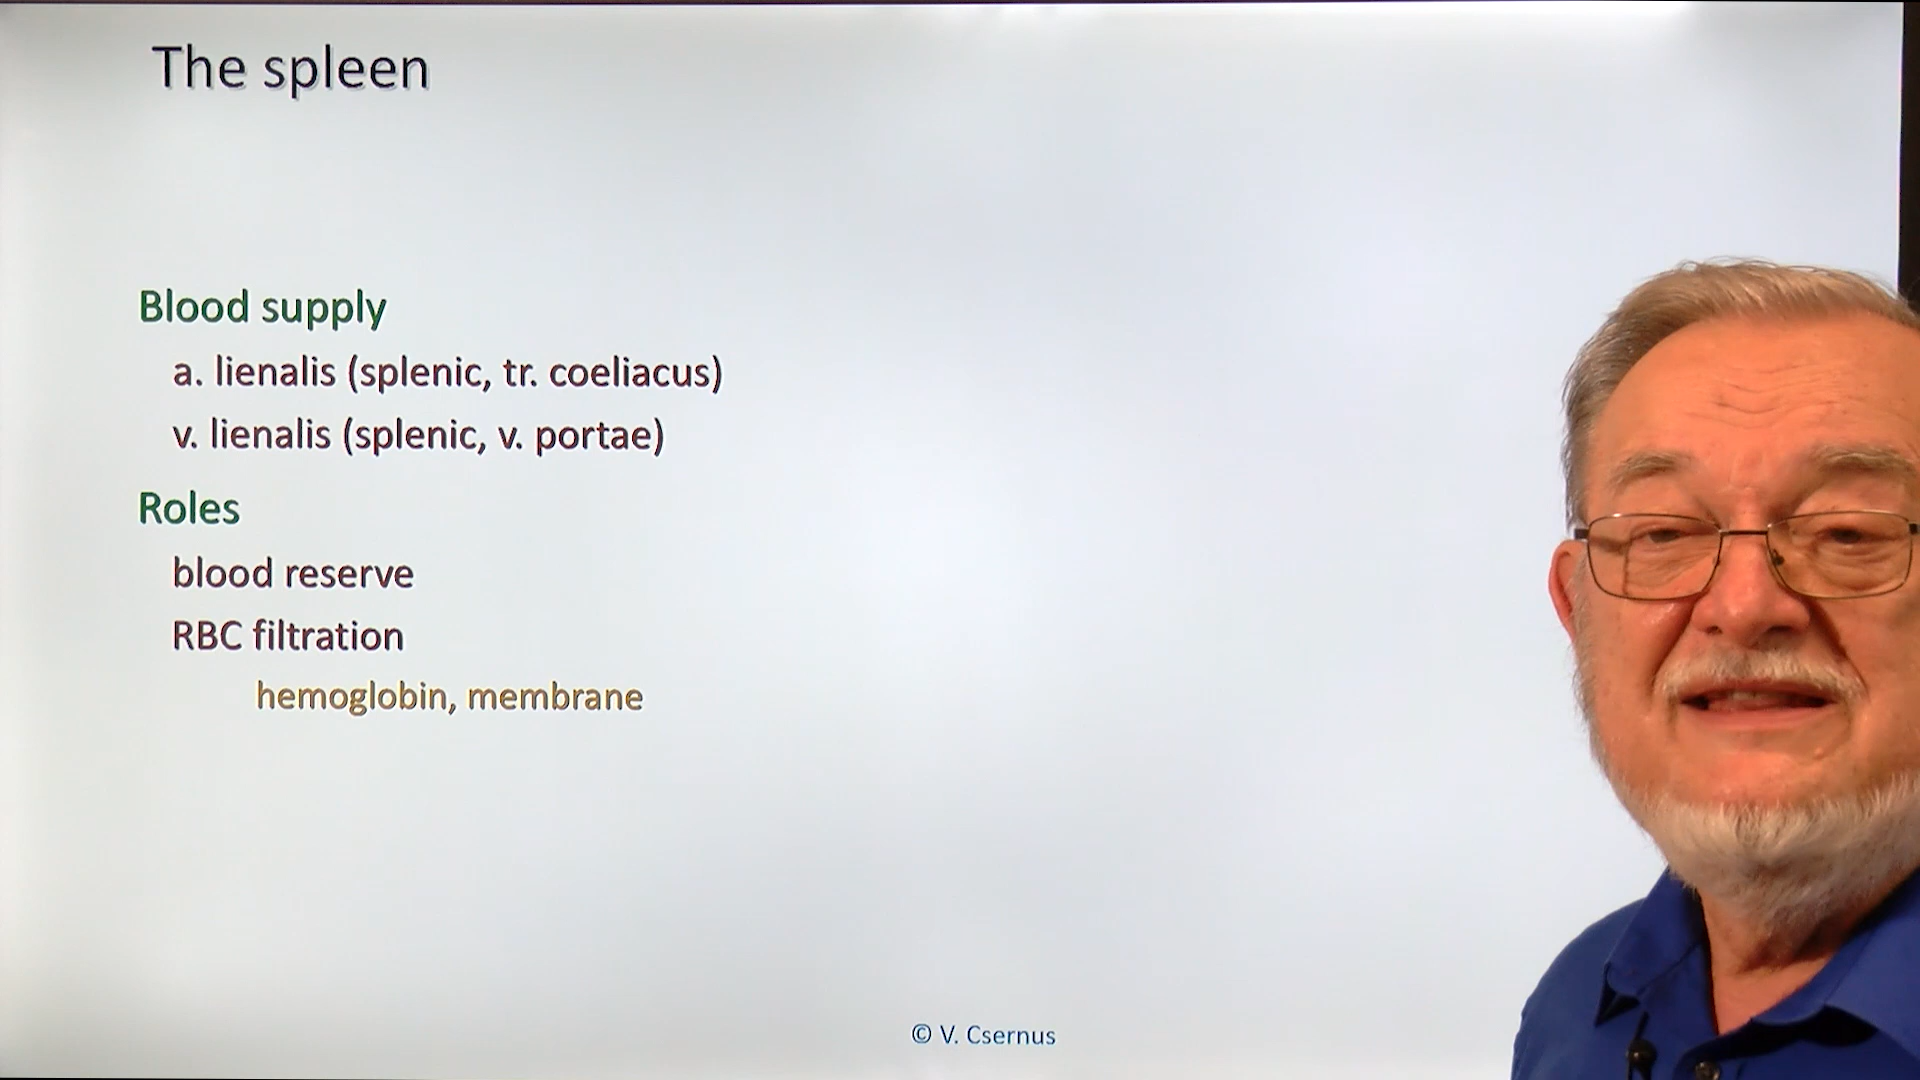 The spleen
Blood supply
a. lienalis (splenic, tr. coeliacus)
v. lienalis (splenic, v. portae)
Roles
blood reserve
RBC filtration
hemoglobin, membrane
© V. Csernus